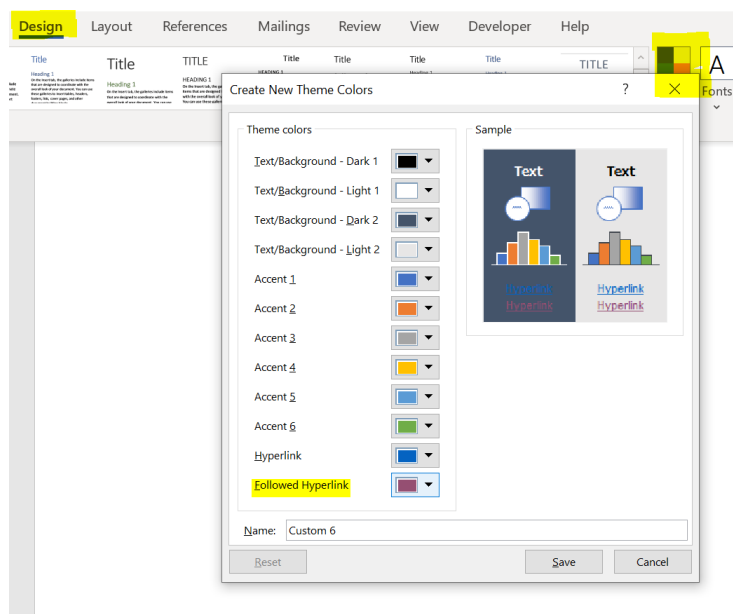 Design Layout References Mailings Review View Developer Help
Title Title TITLE Title Title Title Title TITLE
Heading 1 Heading 1 HEADING 1
A
Fonts
Create New Theme Colors ?
Theme colors
Text/Background - Dark 1
Text/Background - Light 1
Text/Background - Dark 2
Text/Background - Light 2
Accent 1
Accent 2
Accent 3
Accent 4
Accent 5
Accent 6
Hyperlink
Followed Hyperlink
Sample
Text Text
Hyperlink Hyperlink
Hyperlink Hyperlink
Name: Custom 6
Reset Save Cancel